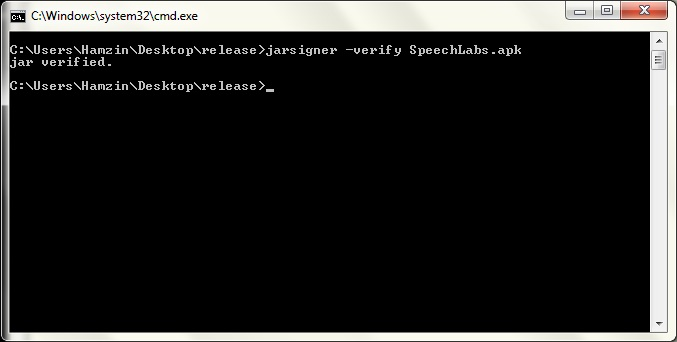 C:\Windows\system32\cmd.exe
C:\Users\Hamzin\Desktop\release>jarsigner -verify SpeechLabs.apk
jar verified.
C:\Users\Hamzin\Desktop\release>_